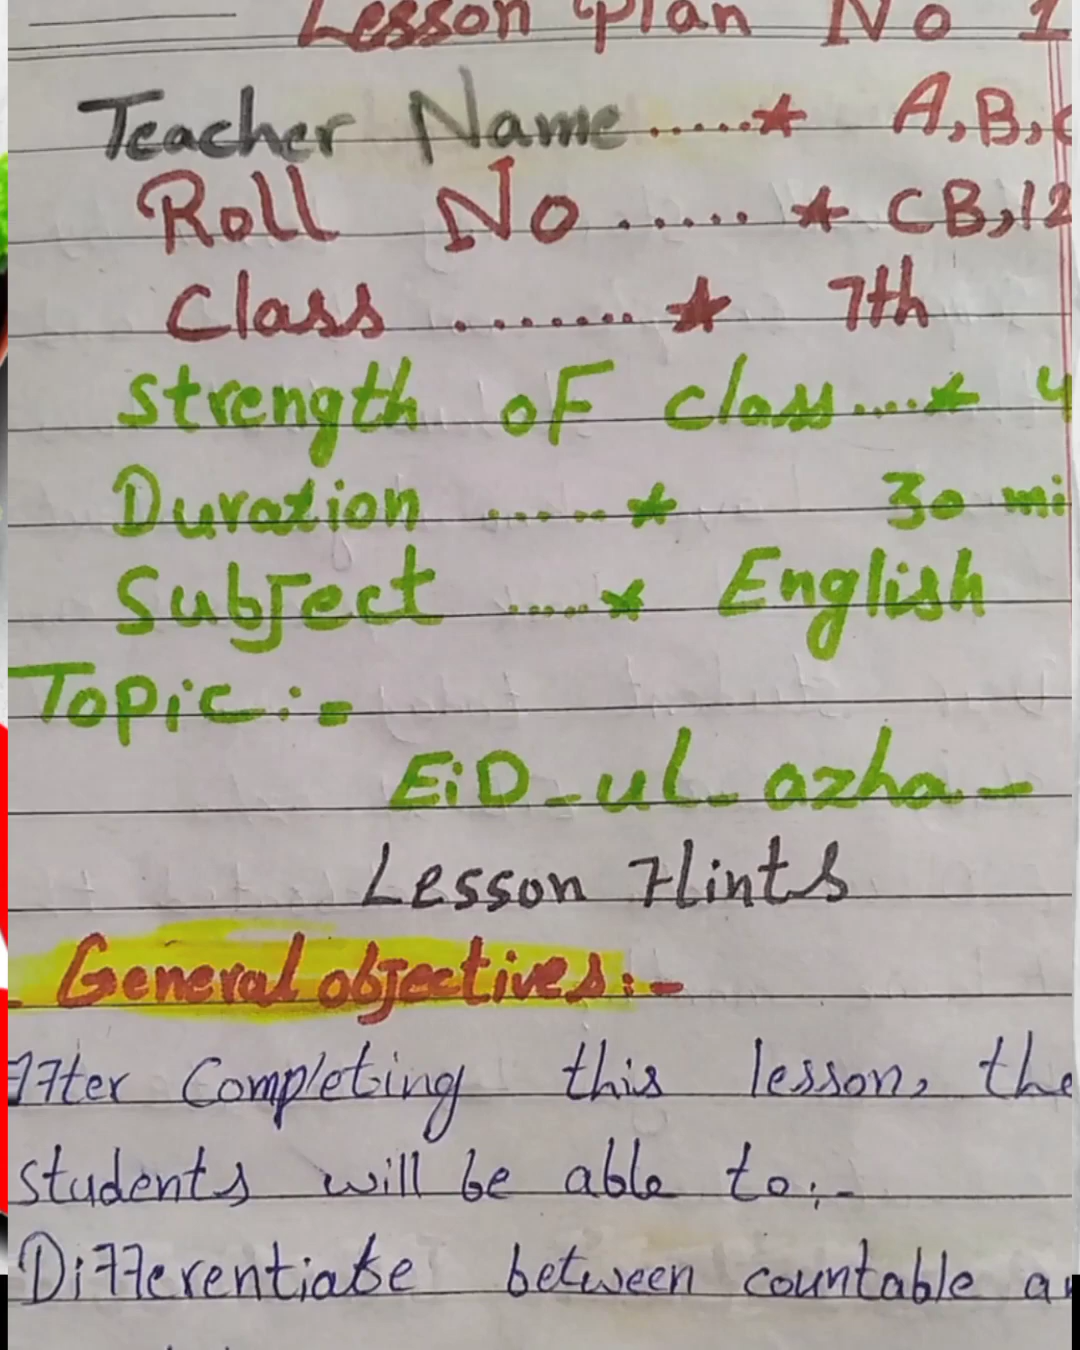 Lesson Plan No 1
Teacher Name ......★ A,B,C
Roll No ...... ★ CB,12
Class ........ ★ 7th
Strength oF class....★ 4
Duration ...... ★ 30 mi
Subject .....★ English
Topic:-
EiD-ul-azha-
Lesson Hints
General objectives:-
After Completing this lesson, the
students will be able to:-
Differentiate between countable an